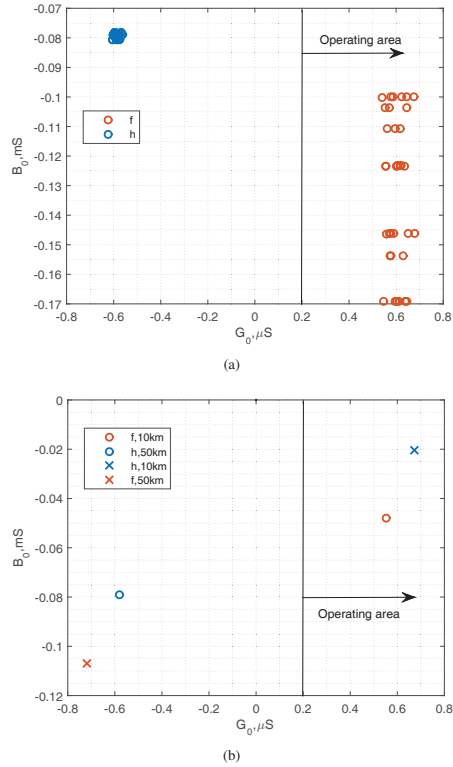 -0.07
-0.08
-0.09
-0.1
-0.11
-0.12
-0.13
-0.14
-0.15
-0.16
-0.17
B0,mS
Operating area
f
h
-0.8 -0.6 -0.4 -0.2 0 0.2 0.4 0.6 0.8
G0,μS
(a)
0
-0.02
-0.04
-0.06
-0.08
-0.1
-0.12
B0,mS
f,10km
h,50km
h,10km
f,50km
Operating area
-0.8 -0.6 -0.4 -0.2 0 0.2 0.4 0.6 0.8
G0,μS
(b)